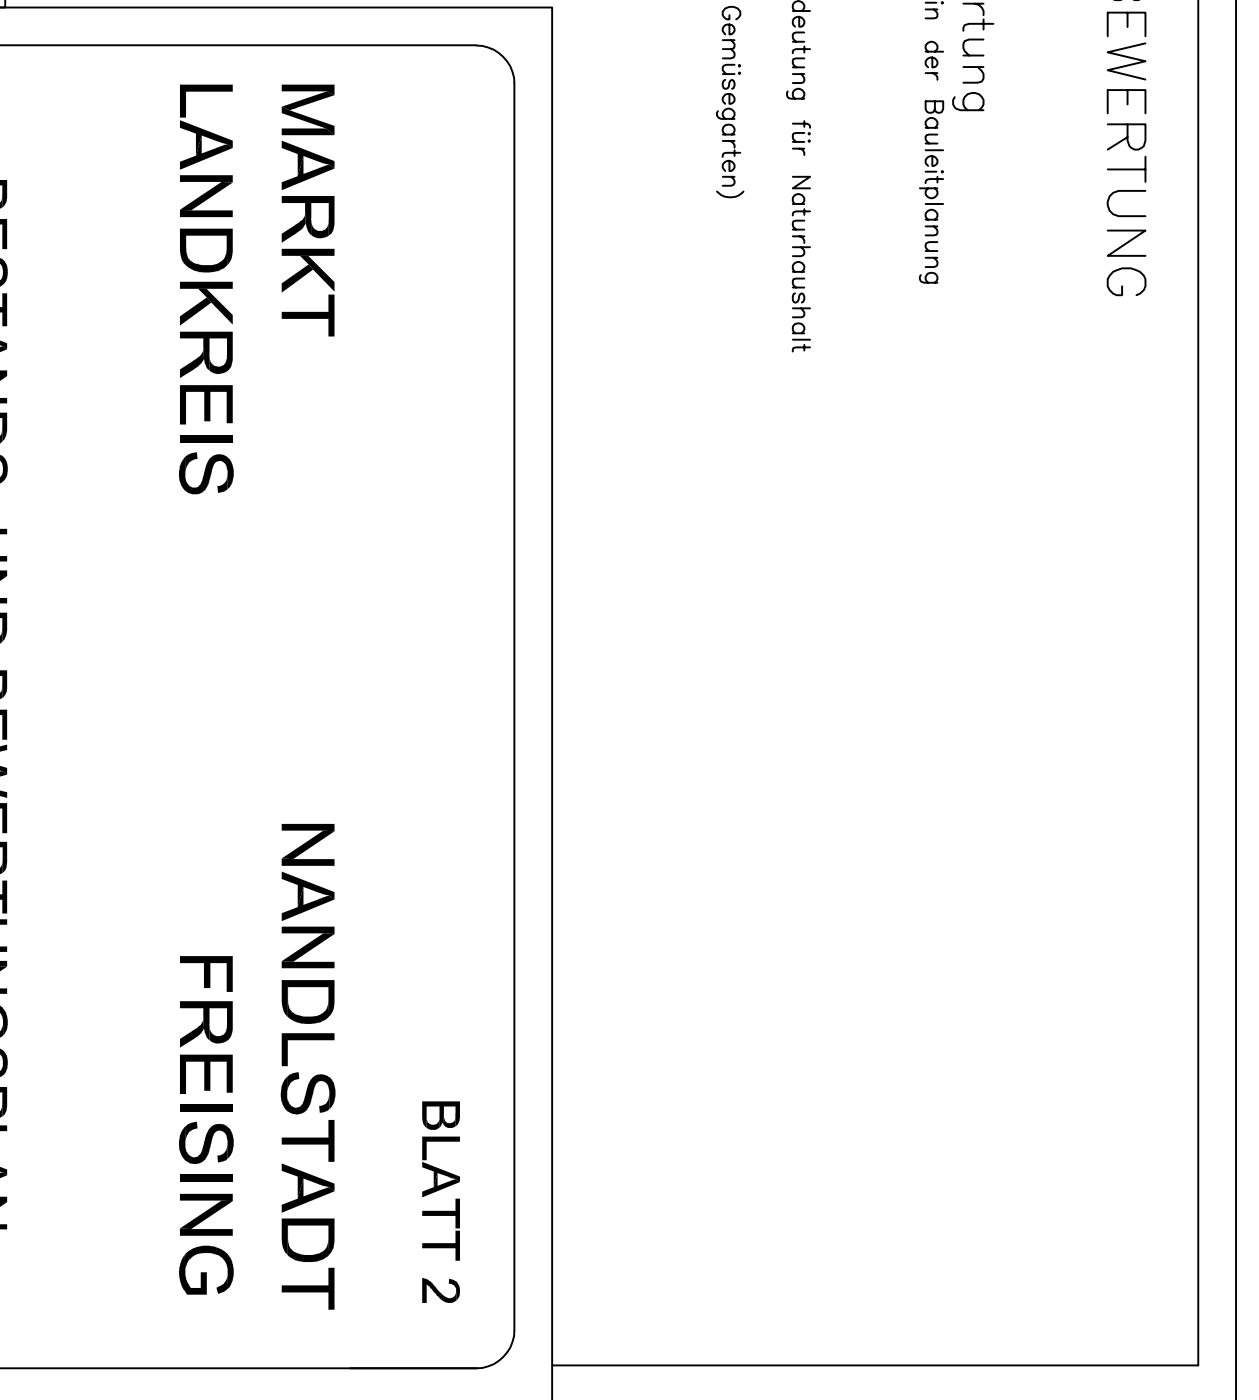 EWERTUNG
rtung
in der Bauleitplanung
deutung für Naturhaushalt
Gemüsegarten)
BLATT 2
MARKT NANDLSTADT
LANDKREIS FREISING